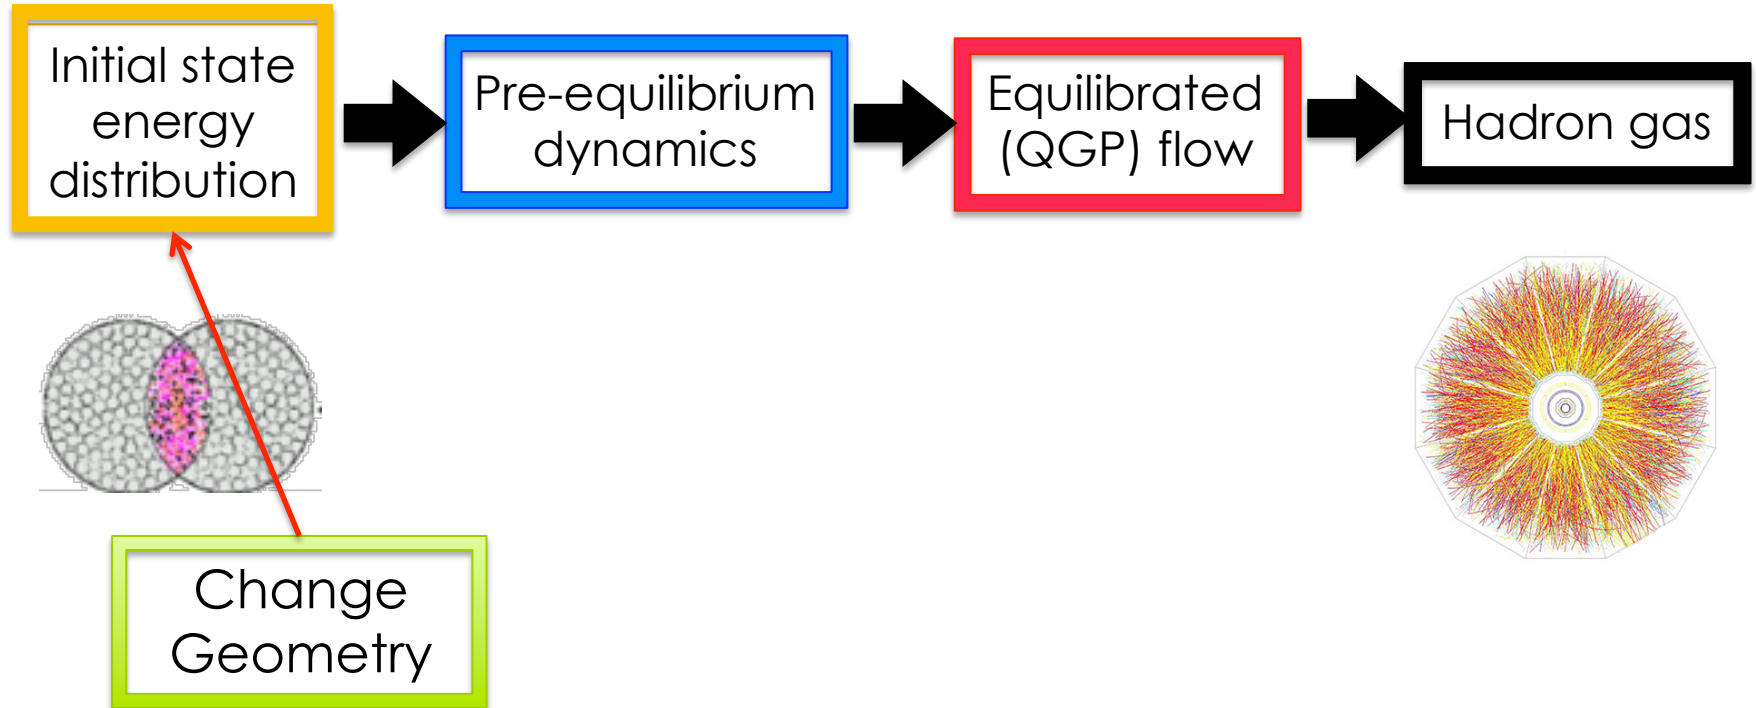 Initial state
energy
distribution
Pre-equilibrium
dynamics
Equilibrated
(QGP) flow
Hadron gas
Change
Geometry